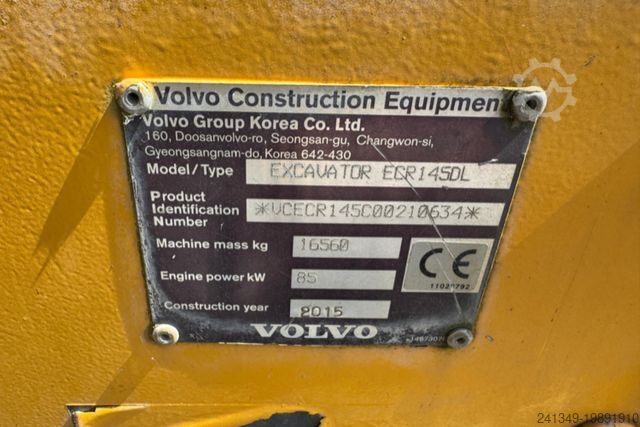 Volvo Construction Equipment
Volvo Group Korea Co. Ltd.
160, Doosanvolvo-ro, Seongsan-gu, Changwon-si,
Gyeongsangnam-do, Korea 642-430
Model/Type EXCAVATOR ECR145DL
Product
Identification *VCECR145C00210634*
Number
Machine mass kg 16560
Engine power kW 85
CE
Construction year 2015
VOLVO
241349-19891910